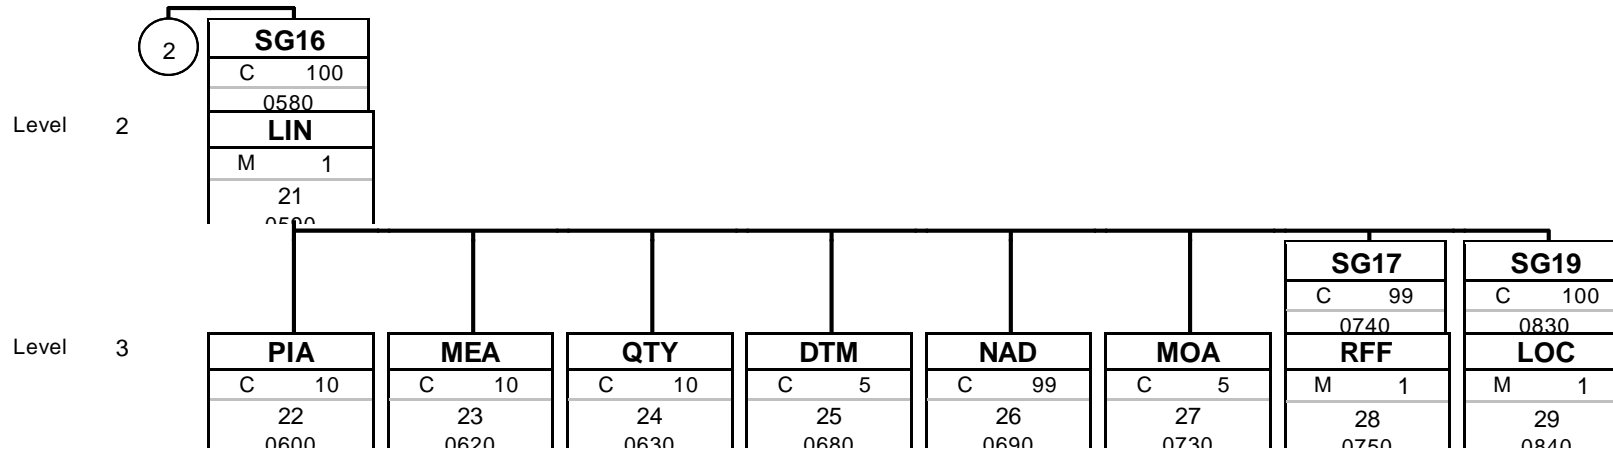 2 SG16
C 100
0580
Level 2 LIN
M 1
21
0590
SG17 SG19
C 99 C 100
0740 0830
Level 3 PIA MEA QTY DTM NAD MOA RFF LOC
C 10 C 10 C 10 C 5 C 99 C 5 M 1 M 1
22 23 24 25 26 27 28 29
0600 0620 0630 0680 0690 0730 0750 0840